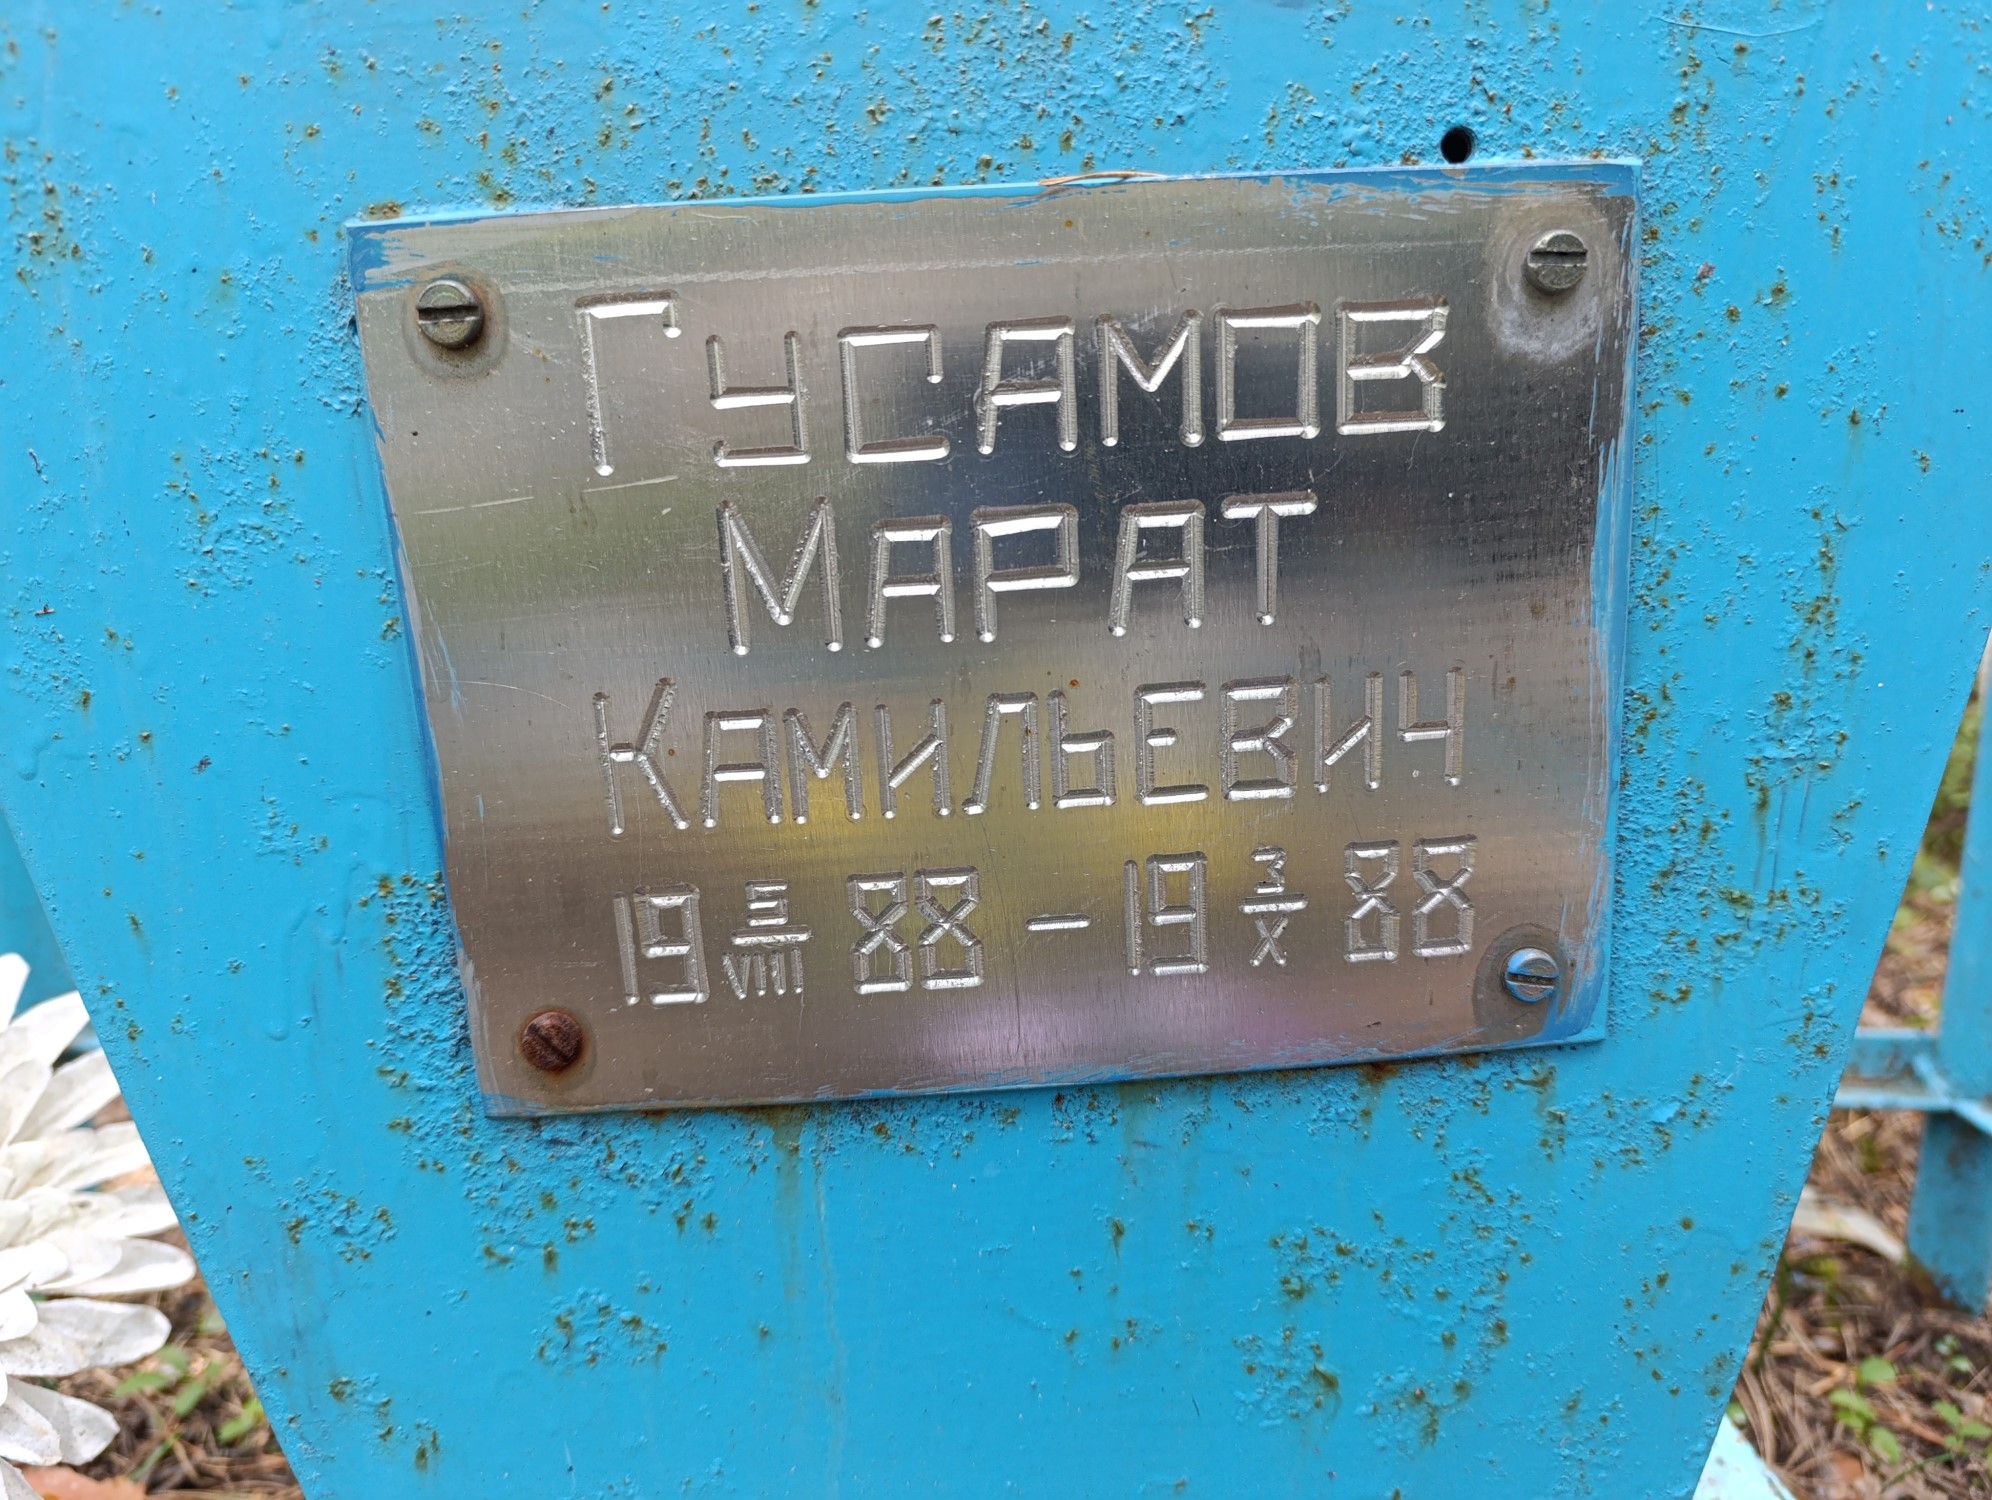 Гусамов
Марат
Камильевич
19 5/VIII 88 – 19 3/X 88